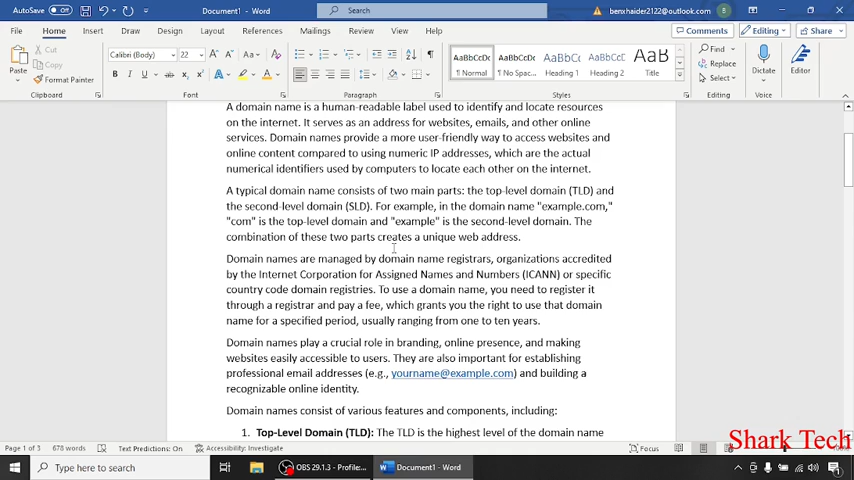 AutoSave Off Document1 - Word Search benxhaider2122@outlook.com
File Home Insert Draw Design Layout References Mailings Review View Help Comments Editing Share
Paste Cut Copy Format Painter
Calibri (Body) 22
AaBbCcDc AaBbCcDc AaBbCc AaBbCcC AaB
Normal No Spac... Heading 1 Heading 2 Title
Find Replace Select Dictate Editor
Clipboard Font Paragraph Styles Editing Voice Editor
A domain name is a human-readable label used to identify and locate resources
on the internet. It serves as an address for websites, emails, and other online
services. Domain names provide a more user-friendly way to access websites and
online content compared to using numeric IP addresses, which are the actual
numerical identifiers used by computers to locate each other on the internet.
A typical domain name consists of two main parts: the top-level domain (TLD) and
the second-level domain (SLD). For example, in the domain name "example.com,"
"com" is the top-level domain and "example" is the second-level domain. The
combination of these two parts creates a unique web address.
Domain names are managed by domain name registrars, organizations accredited
by the Internet Corporation for Assigned Names and Numbers (ICANN) or specific
country code domain registries. To use a domain name, you need to register it
through a registrar and pay a fee, which grants you the right to use that domain
name for a specified period, usually ranging from one to ten years.
Domain names play a crucial role in branding, online presence, and making
websites easily accessible to users. They are also important for establishing
professional email addresses (e.g., yourname@example.com) and building a
recognizable online identity.
Domain names consist of various features and components, including:
1. Top-Level Domain (TLD): The TLD is the highest level of the domain name
Page 1 of 3 678 words Text Predictions: On Accessibility: Investigate Focus
Shark Tech
Type here to search OBS 29.1.3 - Profile:... Document1 - Word